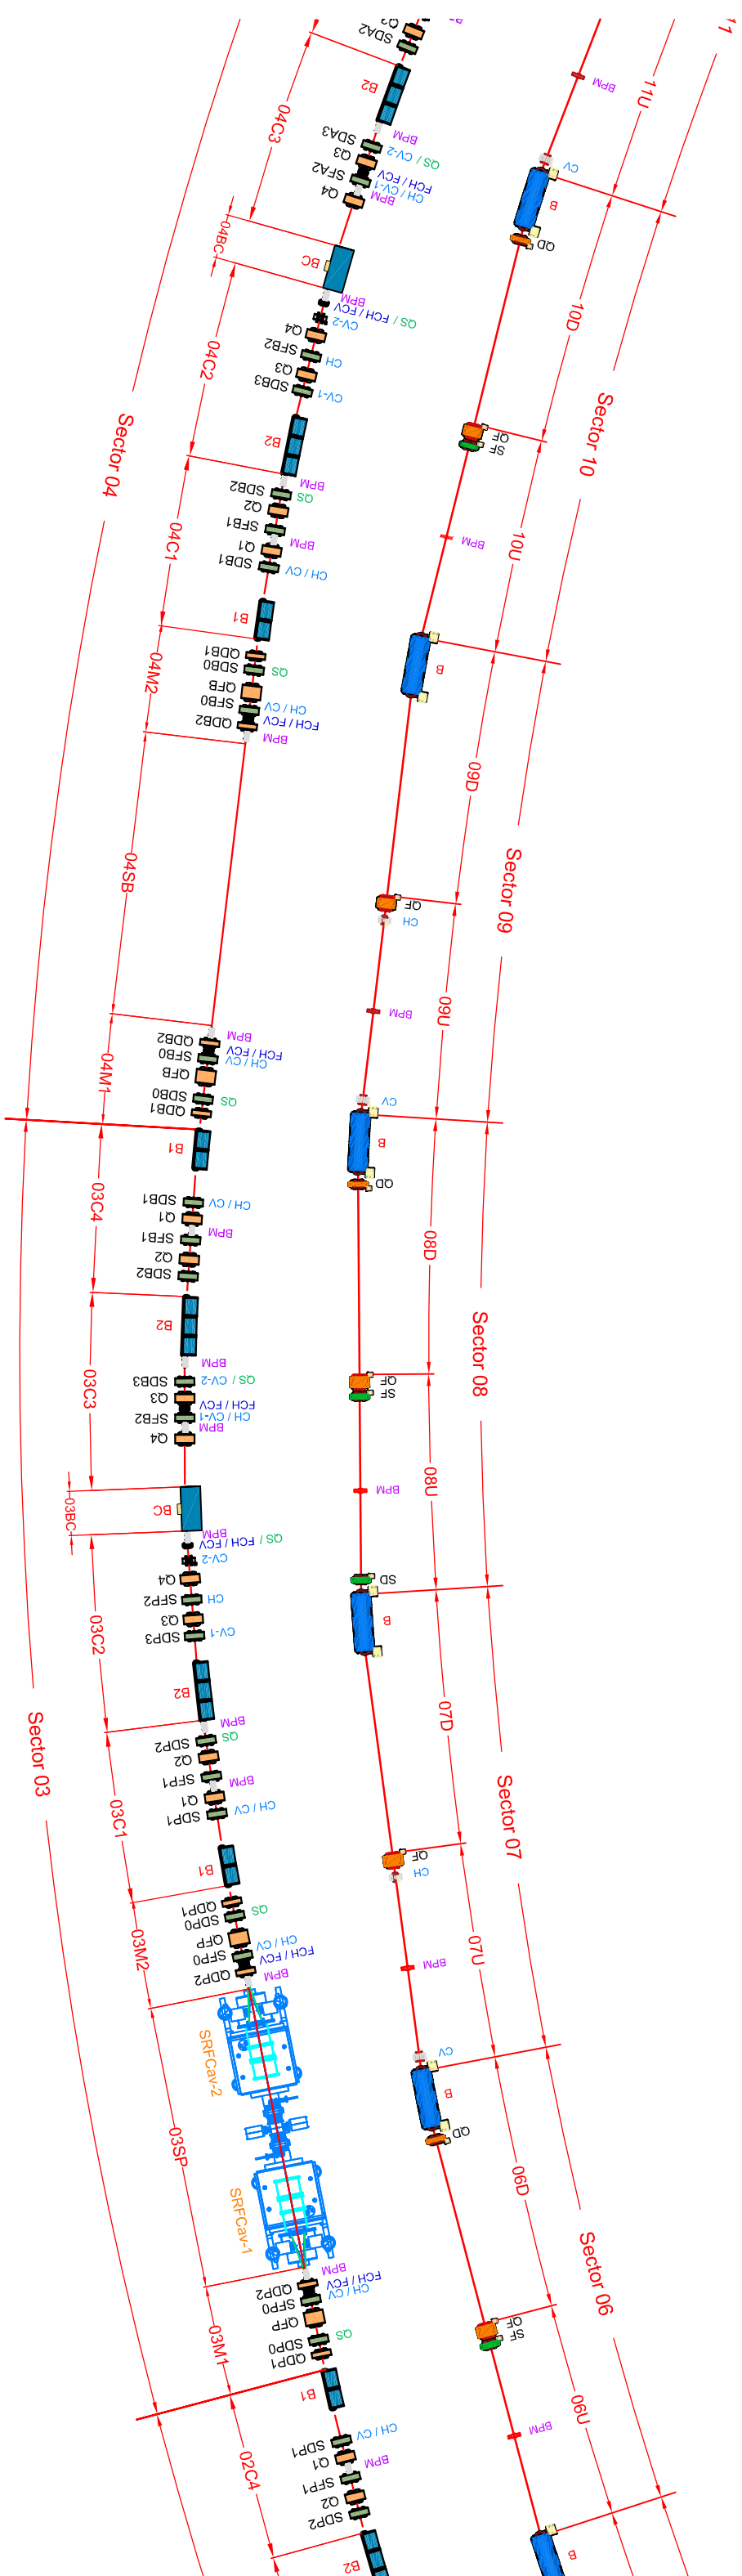 Q2
SDA2
B2
BPM
SDA3
QS / CV-2
Q3
FCH / FCV
SFA2
CH / CV-1
BPM
Q4
04C3
04BC
BC
BPM
QS / FCH / FCV
CV-2
Q4
SFB2
CH
Q3
SDB3
CV-1
04C2
B2
BPM
SDB2
QS
Q2
SFB1
BPM
Q1
SDB1
CH / CV
04C1
Sector 04
B1
QDB1
SDB0
QS
QFB
SFB0
CH / CV
QDB2
FCH / FCV
BPM
04M2
04SB
BPM
QDB2
FCH / FCV
SFB0
CH / CV
QFB
SDB0
QS
QDB1
04M1
B1
SDB1
CH / CV
Q1
BPM
SFB1
Q2
SDB2
03C4
B2
BPM
SDB3
QS / CV-2
Q3
FCH / FCV
SFB2
CH / CV-1
BPM
Q4
03C3
03BC
BC
BPM
QS / FCH / FCV
CV-2
Q4
SFP2
CH
Q3
SDP3
CV-1
03C2
B2
BPM
SDP2
QS
Q2
SFP1
BPM
Q1
SDP1
CH / CV
03C1
Sector 03
B1
QDP1
SDP0
QS
QFP
SFP0
CH / CV
QDP2
FCH / FCV
BPM
03M2
SRFCav-2
03SP
SRFCav-1
BPM
QDP2
FCH / FCV
SFP0
CH / CV
QFP
SDP0
QS
QDP1
03M1
B1
SDP1
CH / CV
Q1
BPM
SFP1
Q2
SDP2
02C4
B2
BPM
11U
CV
B
QD
10D
QF
SF
Sector 10
BPM
10U
B
09D
Sector 09
QF
CH
09U
BPM
CV
B
QD
08D
Sector 08
QF
SF
08U
BPM
SD
B
07D
Sector 07
QF
CH
07U
BPM
CV
B
QD
06D
Sector 06
QF
SF
06U
BPM
B